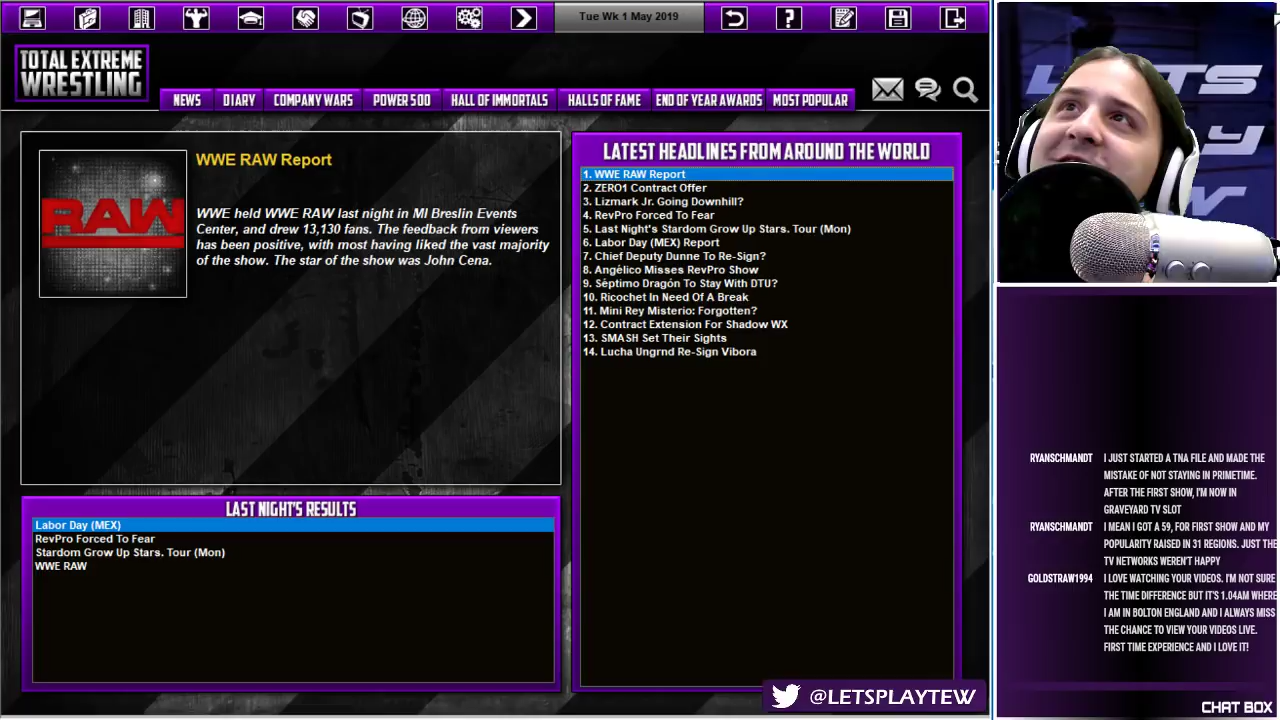 Tue Wk 1 May 2019
TOTAL EXTREME
WRESTLING
NEWS
DIARY
COMPANY WARS
POWER 500
HALL OF IMMORTALS
HALLS OF FAME
END OF YEAR AWARDS
MOST POPULAR
RAW
WWE RAW Report
WWE held WWE RAW last night in MI Breslin Events
Center, and drew 13,130 fans. The feedback from viewers
has been positive, with most having liked the vast majority
of the show. The star of the show was John Cena.
LATEST HEADLINES FROM AROUND THE WORLD
1. WWE RAW Report
2. ZERO1 Contract Offer
3. Lizmark Jr. Going Downhill?
4. RevPro Forced To Fear
5. Last Night's Stardom Grow Up Stars. Tour (Mon)
6. Labor Day (MEX) Report
7. Chief Deputy Dunne To Re-Sign?
8. Angélico Misses RevPro Show
9. Séptimo Dragón To Stay With DTU?
10. Ricochet In Need Of A Break
11. Mini Rey Misterio: Forgotten?
12. Contract Extension For Shadow WX
13. SMASH Set Their Sights
14. Lucha Ungrnd Re-Sign Vibora
LAST NIGHT'S RESULTS
Labor Day (MEX)
RevPro Forced To Fear
Stardom Grow Up Stars. Tour (Mon)
WWE RAW
@LETSPLAYTEW
RYANSCHMANDT I JUST STARTED A TNA FILE AND MADE THE
MISTAKE OF NOT STAYING IN PRIMETIME.
AFTER THE FIRST SHOW, I'M NOW IN
GRAVEYARD TV SLOT
RYANSCHMANDT I MEAN I GOT A 59, FOR FIRST SHOW AND MY
POPULARITY RAISED IN 31 REGIONS. JUST THE
TV NETWORKS WEREN'T HAPPY
GOLDSTRAW1994 I LOVE WATCHING YOUR VIDEOS. I'M NOT SURE
THE TIME DIFFERENCE BUT IT'S 1.04AM WHERE
I AM IN BOLTON ENGLAND AND I ALWAYS MISS
THE CHANCE TO VIEW YOUR VIDEOS LIVE.
FIRST TIME EXPERIENCE AND I LOVE IT!
CHAT BOX